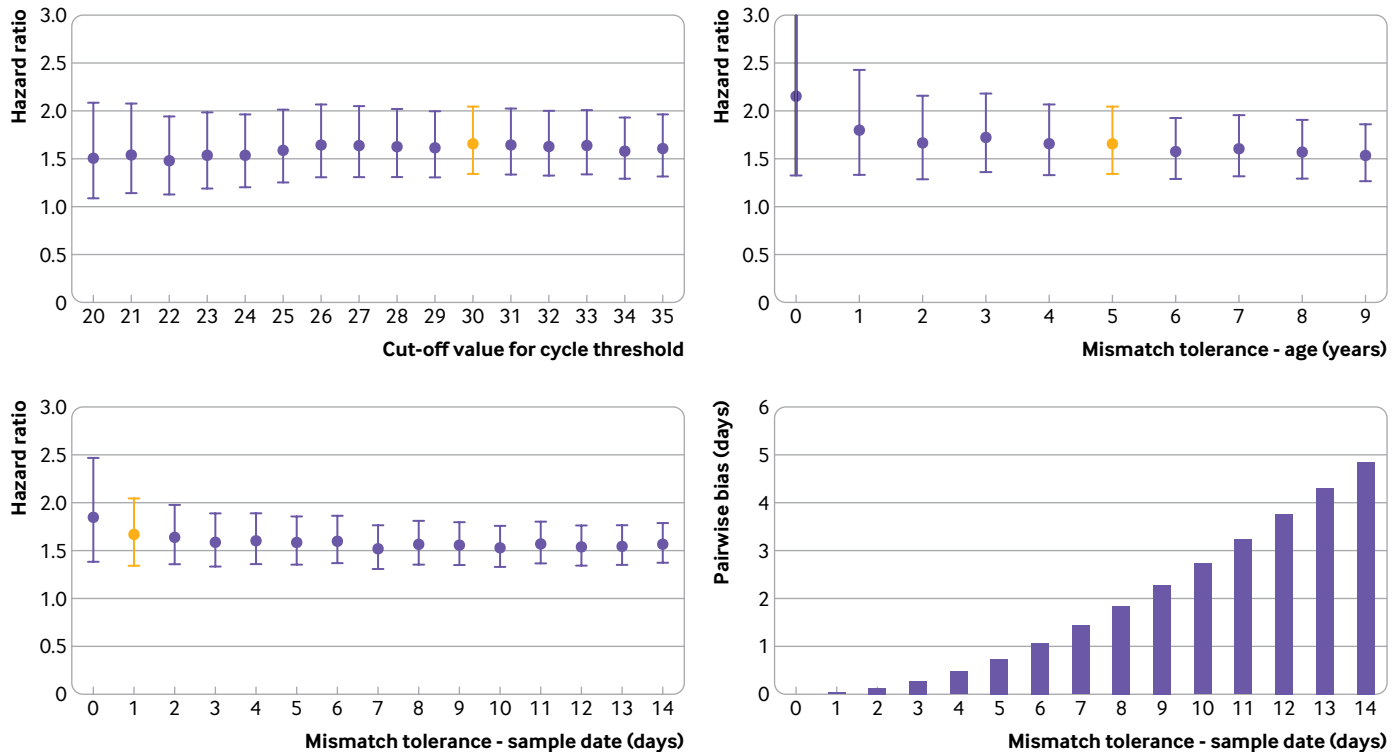 Hazard ratio
3.0
2.5
2.0
1.5
1.0
0.5
0
20 21 22 23 24 25 26 27 28 29 30 31 32 33 34 35
Cut-off value for cycle threshold
Hazard ratio
3.0
2.5
2.0
1.5
1.0
0.5
0
0 1 2 3 4 5 6 7 8 9
Mismatch tolerance - age (years)
Hazard ratio
3.0
2.5
2.0
1.5
1.0
0.5
0
0 1 2 3 4 5 6 7 8 9 10 11 12 13 14
Mismatch tolerance - sample date (days)
Pairwise bias (days)
6
5
4
3
2
1
0
0 1 2 3 4 5 6 7 8 9 10 11 12 13 14
Mismatch tolerance - sample date (days)